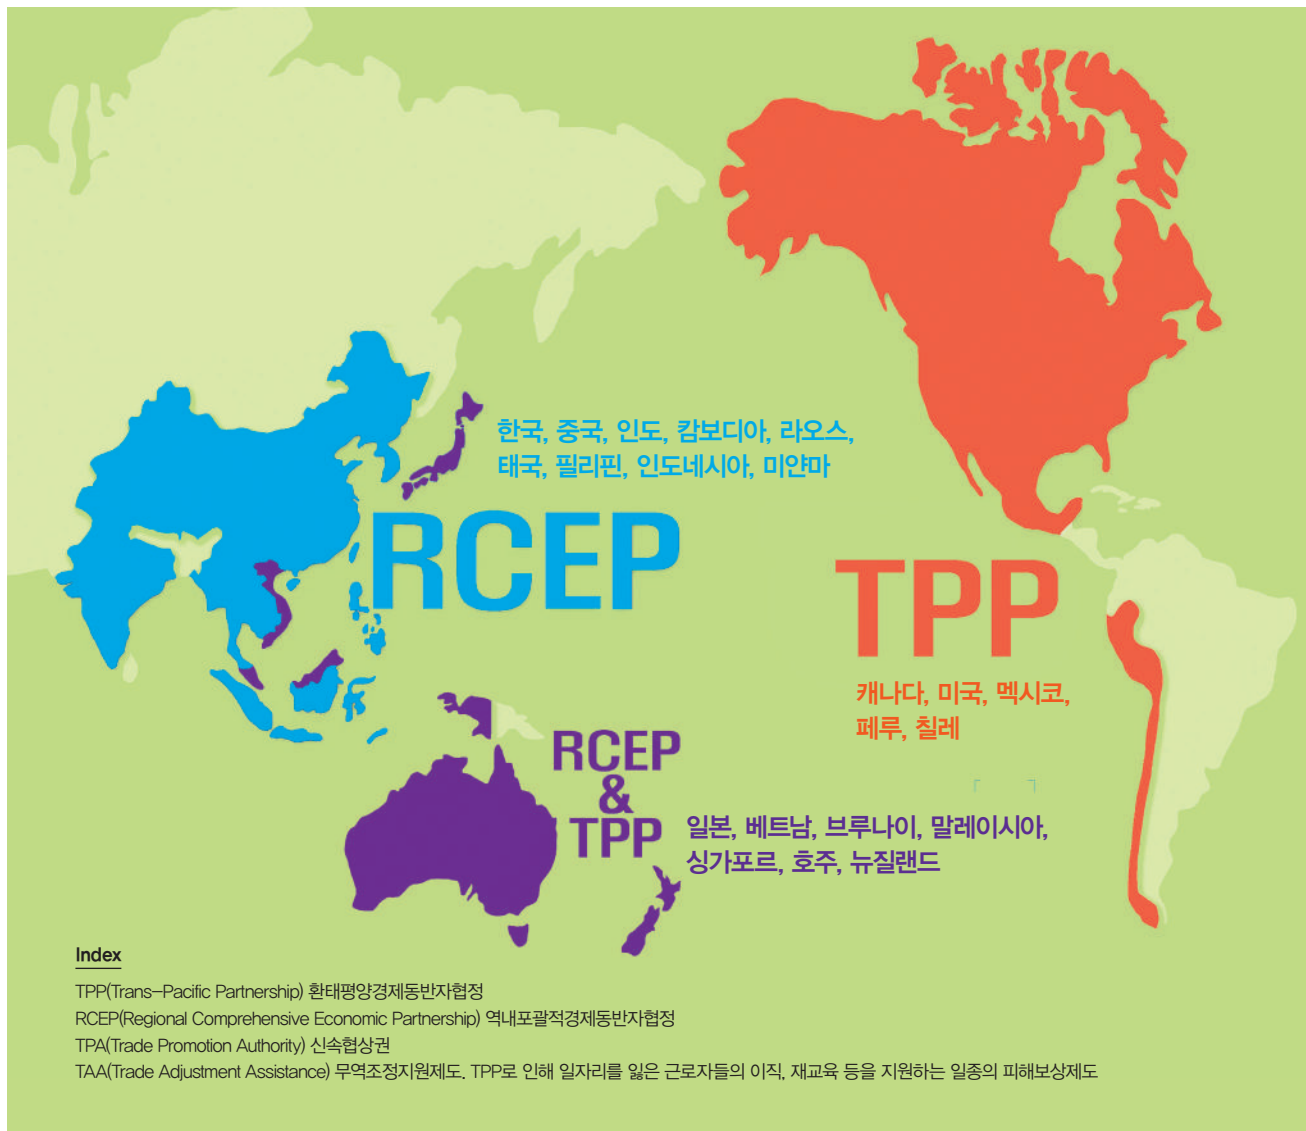 한국, 중국, 인도, 캄보디아, 라오스,
태국, 필리핀, 인도네시아, 미얀마
RCEP
TPP
캐나다, 미국, 멕시코,
페루, 칠레
RCEP
&
TPP
일본, 베트남, 브루나이, 말레이시아,
싱가포르, 호주, 뉴질랜드
Index
TPP(Trans-Pacific Partnership) 환태평양경제동반자협정
RCEP(Regional Comprehensive Economic Partnership) 역내포괄적경제동반자협정
TPA(Trade Promotion Authority) 신속협상권
TAA(Trade Adjustment Assistance) 무역조정지원제도. TPP로 인해 일자리를 잃은 근로자들의 이직, 재교육 등을 지원하는 일종의 피해보상제도